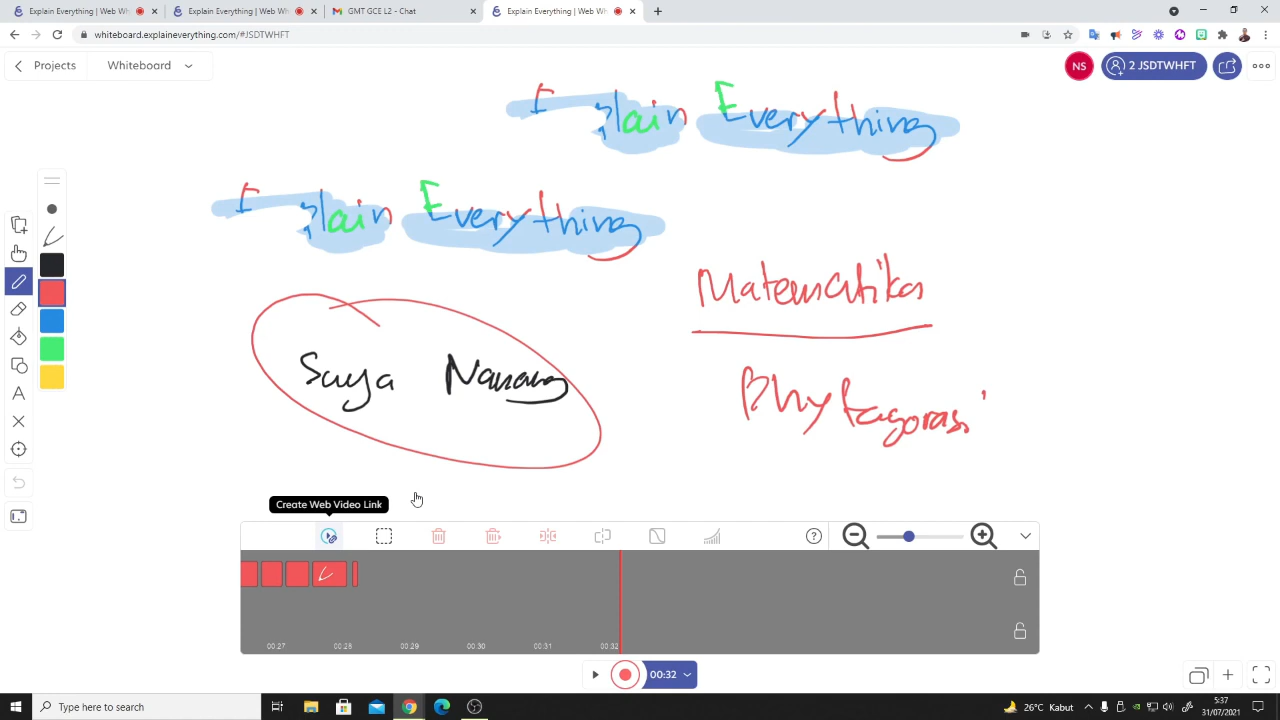 Explain Everything | Web Wh
Explain Everything | Web Wh
GMT GCE L2 - Chat
Explain Everything | Web Wh
whiteboard.explaineverything.com/#JSDTWHFT
Projects
Whiteboard
NS
2 JSDTWHFT
plain Everything
plain Everything
Matematika
Saya Nanang
Bhytagoras
A
Create Web Video Link
00:27 00:28 00:29 00:30 00:31 00:32
00:32
Type here to search
26°C Kabut
5:37
31/07/2021